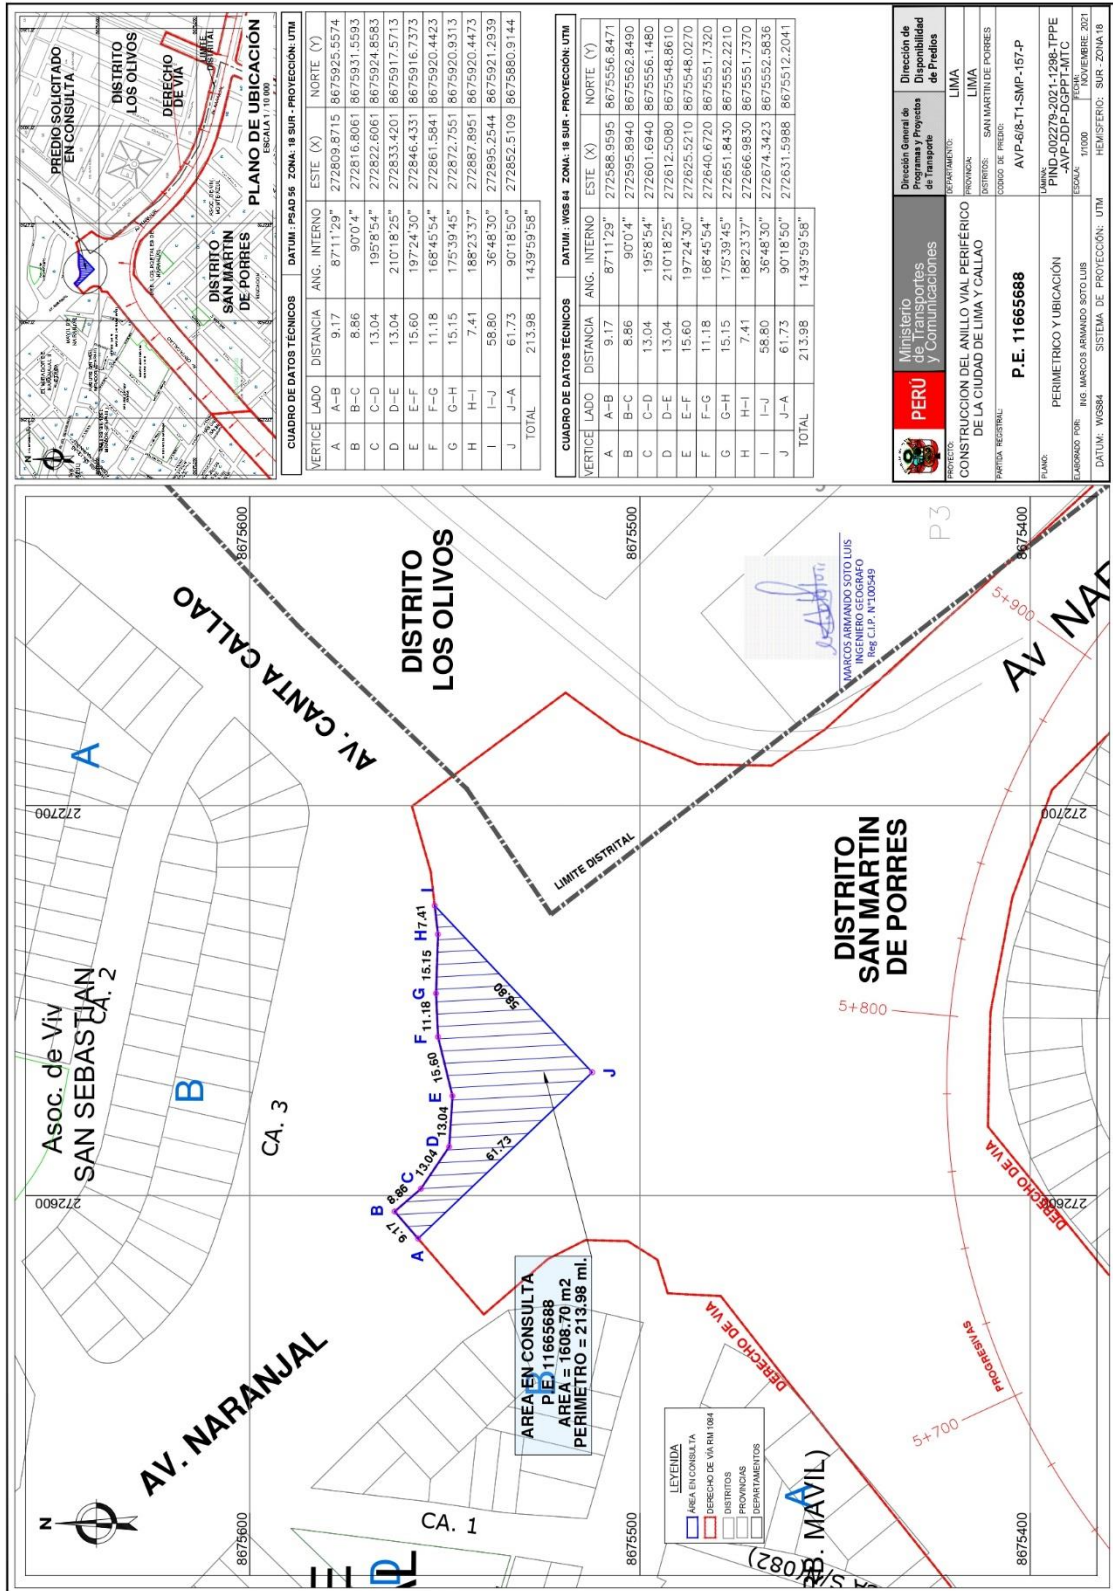 N
AV. NARANJAL
Asoc. de Viv
SAN SEBASTIAN
CA. 2
CA. 3
CA. 1
A
B
AV. CANTA CALLAO
DISTRITO
LOS OLIVOS
8675600
8675500
8675400
8675600
8675500
8675400
272700
272600
272700
272600
A
B
C
D
E
F
G
H
I
J
9.17
8.86
13.04
13.04
15.60
11.18
15.15
7.41
58.80
61.73
LIMITE DISTRITAL
AREA EN CONSULTA
P.E. 11665688
AREA = 1608.70 m2
PERIMETRO = 213.98 ml.
B
DISTRITO
SAN MARTIN
DE PORRES
DERECHO DE VIA
DERECHO DE VIA
PROGRESIVAS
5+700
5+800
5+900
P3
MARCOS ARMANDO SOTO LUIS
INGENIERO GEOGRAFO
Reg C.I.P. N°100549
LEYENDA
ÁREA EN CONSULTA
DERECHO DE VÍA RM 1084
DISTRITOS
PROVINCIAS
DEPARTAMENTOS
D
A
MAVIL)
(082)
N
PREDIO SOLICITADO
EN CONSULTA
DISTRITO
LOS OLIVOS
DERECHO
DE VIA
LIMITE
DISTRITAL
DISTRITO
SAN MARTIN
DE PORRES
PLANO DE UBICACIÓN
ESCALA 1 / 10 000
CUADRO DE DATOS TÉCNICOS DATUM : PSAD 56 ZONA: 18 SUR - PROYECCIÓN: UTM
VERTICE LADO DISTANCIA ANG. INTERNO ESTE (X) NORTE (Y)
A A-B 9.17 87°11'29" 272809.8715 8675925.5574
B B-C 8.86 90°0'4" 272816.8061 8675931.5593
C C-D 13.04 195°8'54" 272822.6061 8675924.8583
D D-E 13.04 210°18'25" 272833.4201 8675917.5713
E E-F 15.60 197°24'30" 272846.4331 8675916.7373
F F-G 11.18 168°45'54" 272861.5841 8675920.4423
G G-H 15.15 175°39'45" 272872.7551 8675920.9313
H H-I 7.41 188°23'37" 272887.8951 8675920.4473
I I-J 58.80 36°48'30" 272895.2544 8675921.2939
J J-A 61.73 90°18'50" 272852.5109 8675880.9144
TOTAL 213.98 1439°59'58"
CUADRO DE DATOS TÉCNICOS DATUM : WGS 84 ZONA: 18 SUR - PROYECCIÓN: UTM
VERTICE LADO DISTANCIA ANG. INTERNO ESTE (X) NORTE (Y)
A A-B 9.17 87°11'29" 272588.9595 8675556.8471
B B-C 8.86 90°0'4" 272595.8940 8675562.8490
C C-D 13.04 195°8'54" 272601.6940 8675556.1480
D D-E 13.04 210°18'25" 272612.5080 8675548.8610
E E-F 15.60 197°24'30" 272625.5210 8675548.0270
F F-G 11.18 168°45'54" 272640.6720 8675551.7320
G G-H 15.15 175°39'45" 272651.8430 8675552.2210
H H-I 7.41 188°23'37" 272666.9830 8675551.7370
I I-J 58.80 36°48'30" 272674.3423 8675552.5836
J J-A 61.73 90°18'50" 272631.5988 8675512.2041
TOTAL 213.98 1439°59'58"
PERÚ
Ministerio
de Transportes
y Comunicaciones
Dirección General de
Programas y Proyectos
de Transporte
Dirección de
Disponibilidad
de Predios
PROYECTO:
CONSTRUCCION DEL ANILLO VIAL PERIFÉRICO
DE LA CIUDAD DE LIMA Y CALLAO
DEPARTAMENTO: LIMA
PROVINCIA: LIMA
DISTRITOS: SAN MARTIN DE PORRES
PARTIDA REGISTRAL:
P.E. 11665688
CODIGO DE PREDIO:
AVP-6/8-T1-SMP-157-P
PLANO:
PERIMETRICO Y UBICACIÓN
LÁMINA:
PIND-002279-2021-1298-TPPE
-AVP-DDP-DGPPT-MTC
ELABORADO POR: ING. MARCOS ARMANDO SOTO LUIS
ESCALA: 1/1000
FECHA: NOVIEMBRE 2021
DATUM: WGS84 SISTEMA DE PROYECCIÓN: UTM HEMISFERIO: SUR - ZONA 18